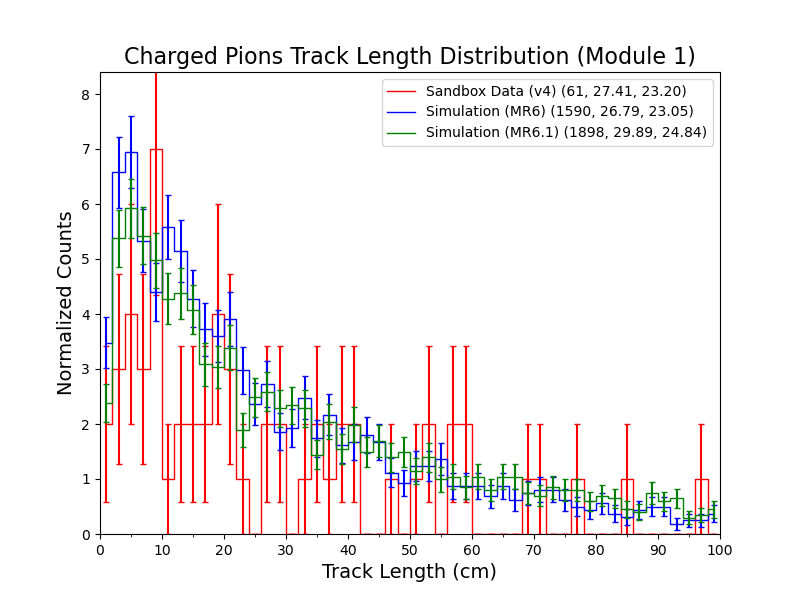 Charged Pions Track Length Distribution (Module 1)
Sandbox Data (v4) (61, 27.41, 23.20)
Simulation (MR6) (1590, 26.79, 23.05)
Simulation (MR6.1) (1898, 29.89, 24.84)
Normalized Counts
8
7
6
5
4
3
2
1
0
0 10 20 30 40 50 60 70 80 90 100
Track Length (cm)